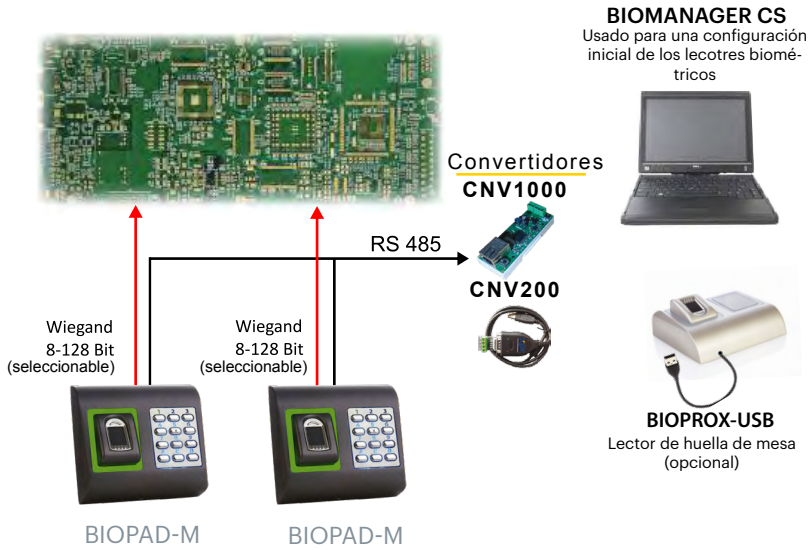 BIOMANAGER CS
Usado para una configuración
inicial de los lecotres biomé-
tricos
Convertidores
CNV1000
RS 485
CNV200
Wiegand
8-128 Bit
(seleccionable)
Wiegand
8-128 Bit
(seleccionable)
BIOPROX-USB
Lector de huella de mesa
(opcional)
BIOPAD-M
BIOPAD-M